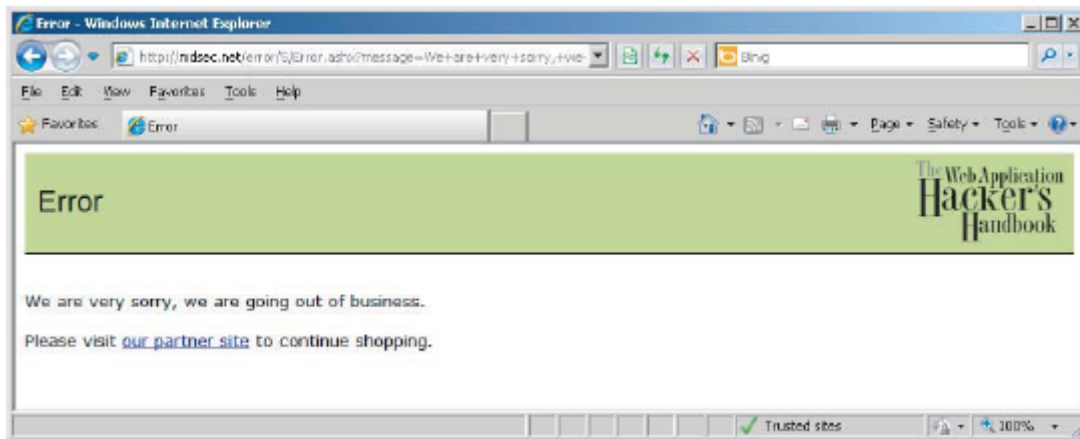 Error - Windows Internet Explorer
http://mdsec.net/error/5/Error.ashx?message=We+are+very+sorry,+we-
Bing
File Edit View Favorites Tools Help
Favorites Error Page Safety Tools
Error
The Web Application
Hacker's
Handbook
We are very sorry, we are going out of business.
Please visit our partner site to continue shopping.
Trusted sites 100%